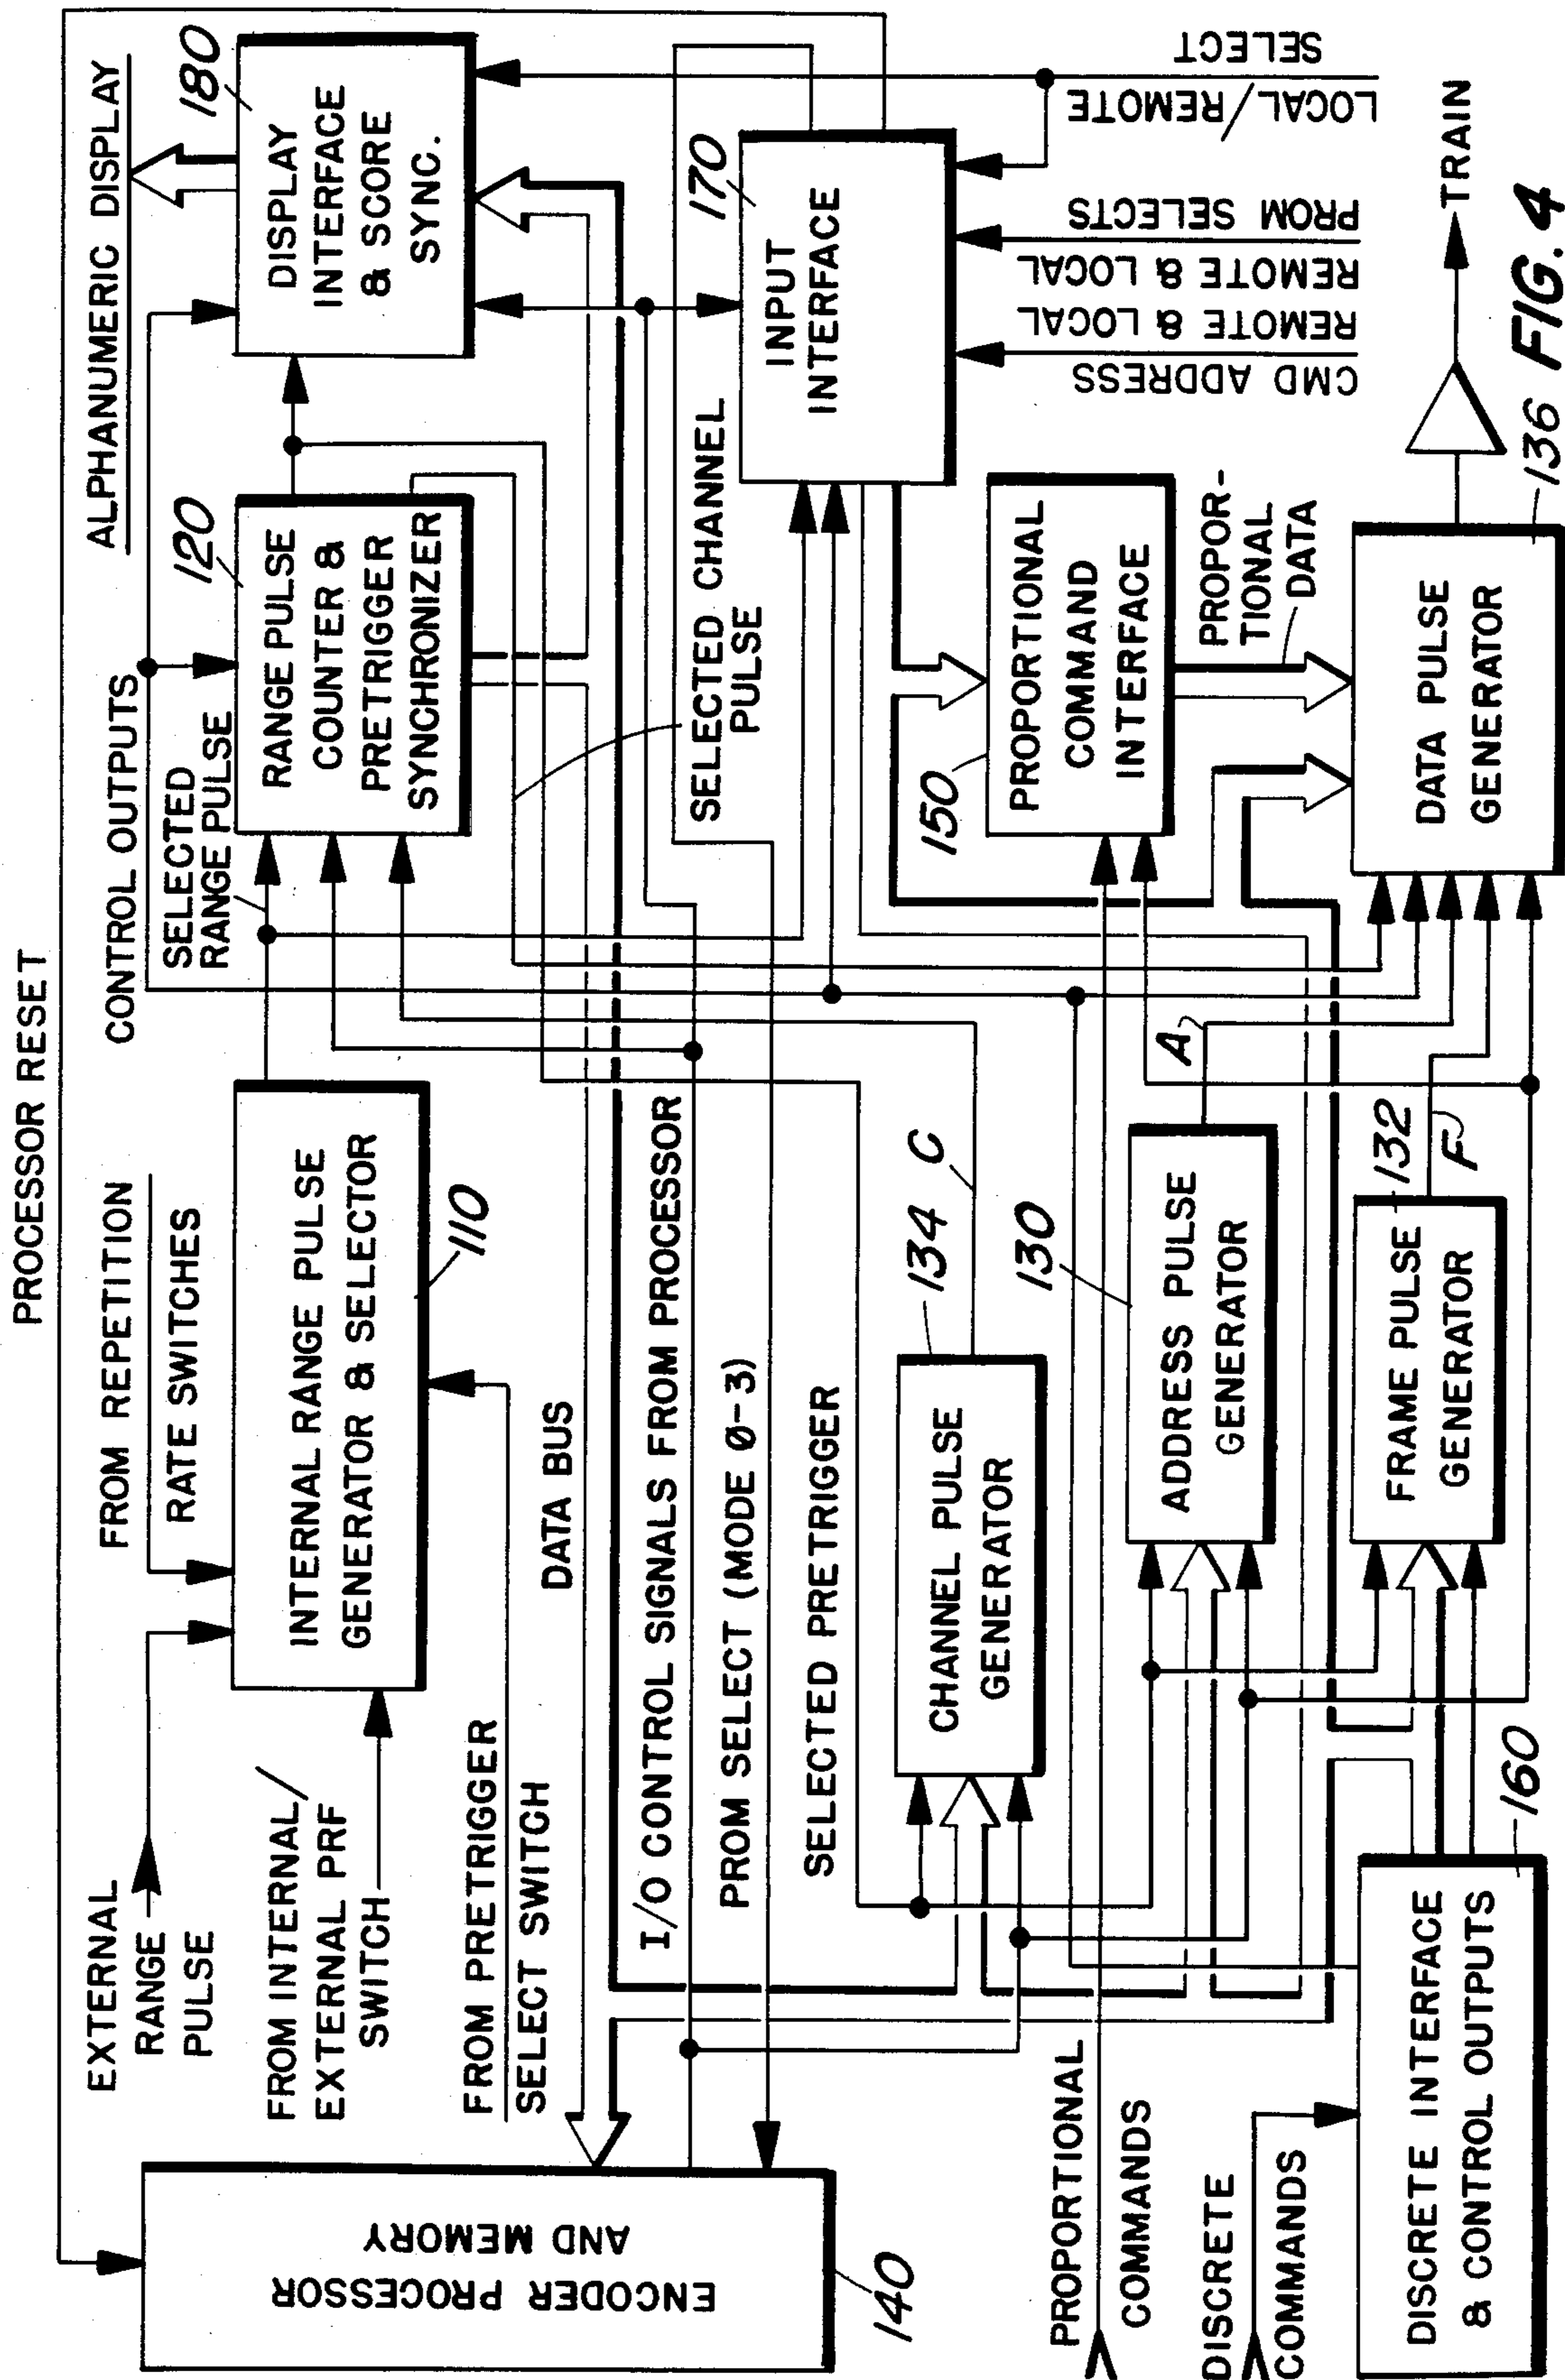 PROCESSOR RESET
EXTERNAL
RANGE
PULSE
FROM REPETITION
RATE SWITCHES
CONTROL OUTPUTS
SELECTED
RANGE PULSE
ALPHANUMERIC DISPLAY
FROM INTERNAL/
EXTERNAL PRF
SWITCH
INTERNAL RANGE PULSE
GENERATOR & SELECTOR
110
120
RANGE PULSE
COUNTER &
PRETRIGGER
SYNCHRONIZER
180
DISPLAY
INTERFACE
& SCORE
SYNC.
FROM PRETRIGGER
SELECT SWITCH
DATA BUS
I/O CONTROL SIGNALS FROM PROCESSOR
PROM SELECT (MODE Ø-3)
SELECTED PRETRIGGER
SELECTED CHANNEL
PULSE
170
INPUT
INTERFACE
LOCAL/REMOTE
SELECT
REMOTE & LOCAL
PROM SELECTS
REMOTE & LOCAL
CMD ADDRESS
ENCODER PROCESSOR
AND MEMORY
140
134
C
CHANNEL PULSE
GENERATOR
150
PROPORTIONAL
COMMAND
INTERFACE
PROPOR-
TIONAL
DATA
PROPORTIONAL
COMMANDS
130
A
ADDRESS PULSE
GENERATOR
DISCRETE
COMMANDS
132
F
FRAME PULSE
GENERATOR
DISCRETE INTERFACE
& CONTROL OUTPUTS
160
DATA PULSE
GENERATOR
136
TRAIN
FIG. 4